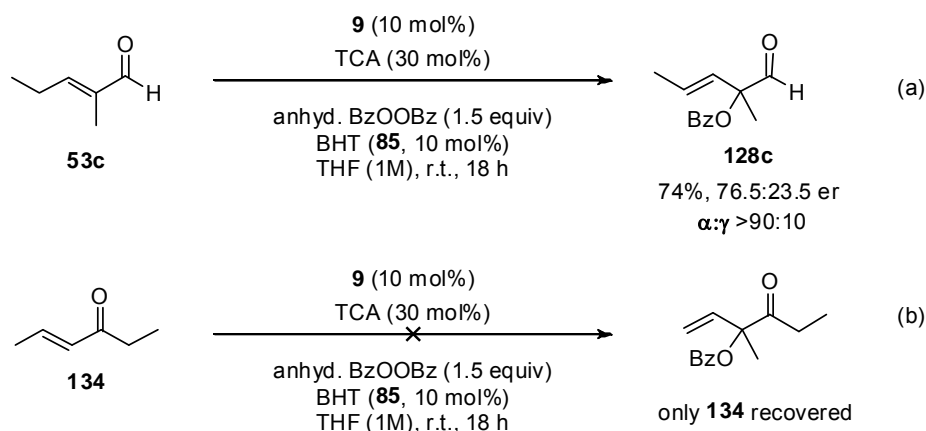 9 (10 mol%)
TCA (30 mol%)
anhyd. BzOOBz (1.5 equiv)
BHT (85, 10 mol%)
THF (1M), r.t., 18 h
O
H
53c
O
H
BzO
128c
74%, 76.5:23.5 er
α:γ >90:10
(a)
9 (10 mol%)
TCA (30 mol%)
anhyd. BzOOBz (1.5 equiv)
BHT (85, 10 mol%)
THF (1M), r.t., 18 h
O
134
O
BzO
only 134 recovered
(b)